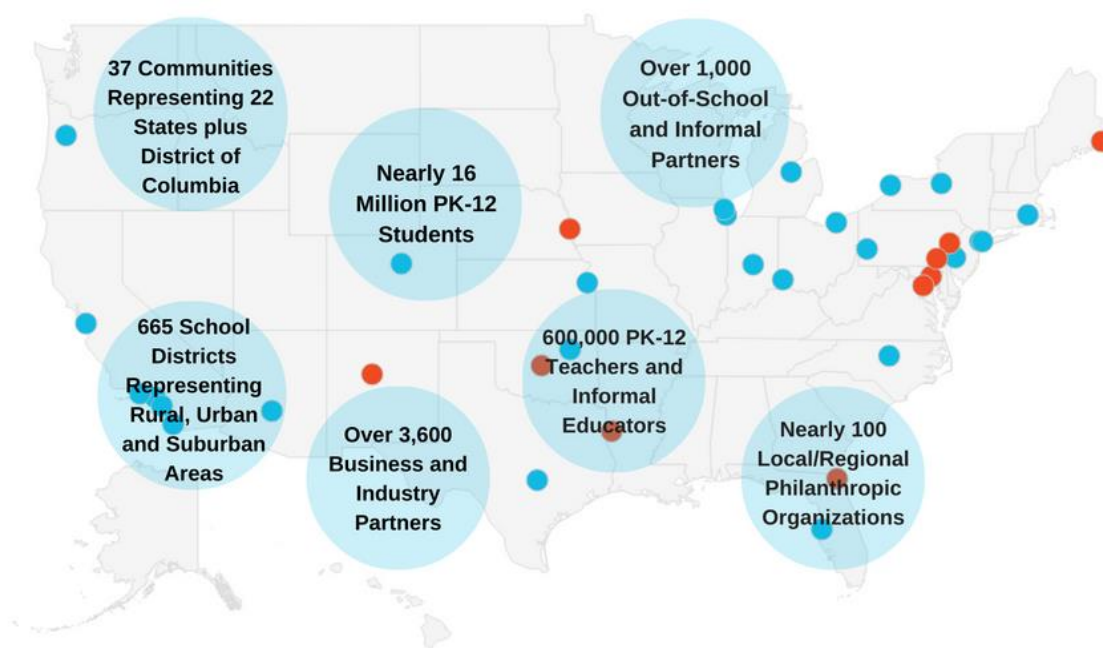 37 Communities
Representing 22
States plus
District of
Columbia
Nearly 16
Million PK-12
Students
Over 1,000
Out-of-School
and Informal
Partners
665 School
Districts
Representing
Rural, Urban
and Suburban
Areas
Over 3,600
Business and
Industry
Partners
600,000 PK-12
Teachers and
Informal
Educators
Nearly 100
Local/Regional
Philanthropic
Organizations